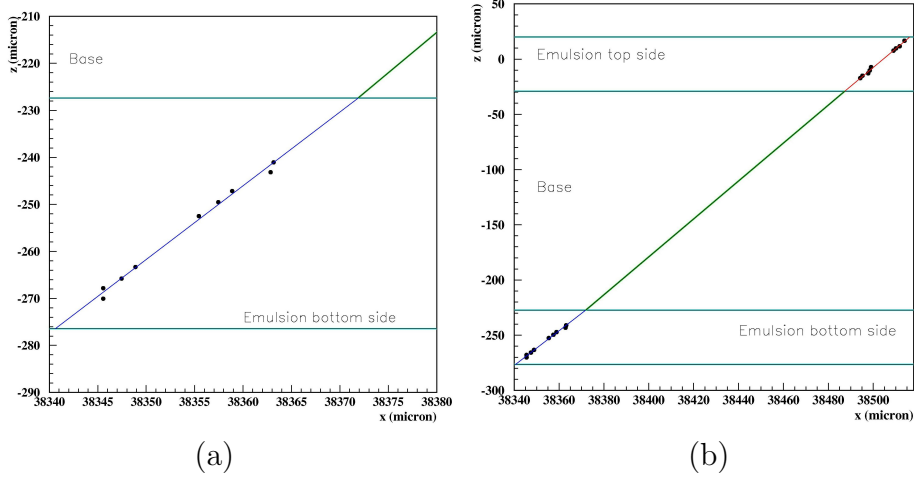 z (micron)
-210
-220
-230
-240
-250
-260
-270
-280
-290
Base
Emulsion bottom side
38340 38345 38350 38355 38360 38365 38370 38375 38380
x (micron)
(a)
z (micron)
50
0
-50
-100
-150
-200
-250
-300
Emulsion top side
Base
Emulsion bottom side
38340 38360 38380 38400 38420 38440 38460 38480 38500
x (micron)
(b)